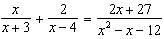 x/(x+3) + 2/(x−4) = (2x+27)/(x²−x−12)